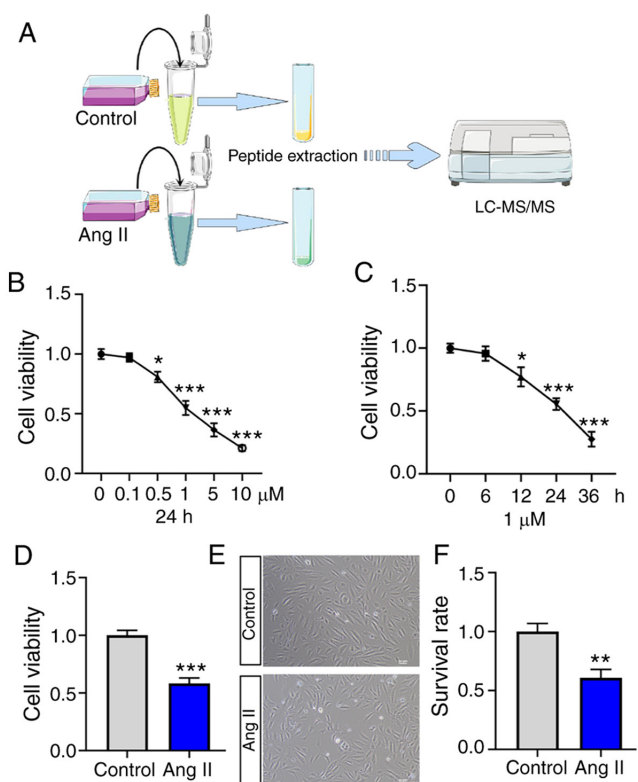 A
Control
Peptide extraction
LC-MS/MS
Ang II
B
Cell viability
1.5
1.0
0.5
0.0
*
***
***
***
0 0.1 0.5 1 5 10 μM
24 h
C
Cell viability
1.5
1.0
0.5
0.0
*
***
***
0 6 12 24 36 h
1 μM
D
Cell viability
1.5
1.0
0.5
0.0
***
Control Ang II
E
Control
Ang II
F
Survival rate
1.5
1.0
0.5
0.0
**
Control Ang II